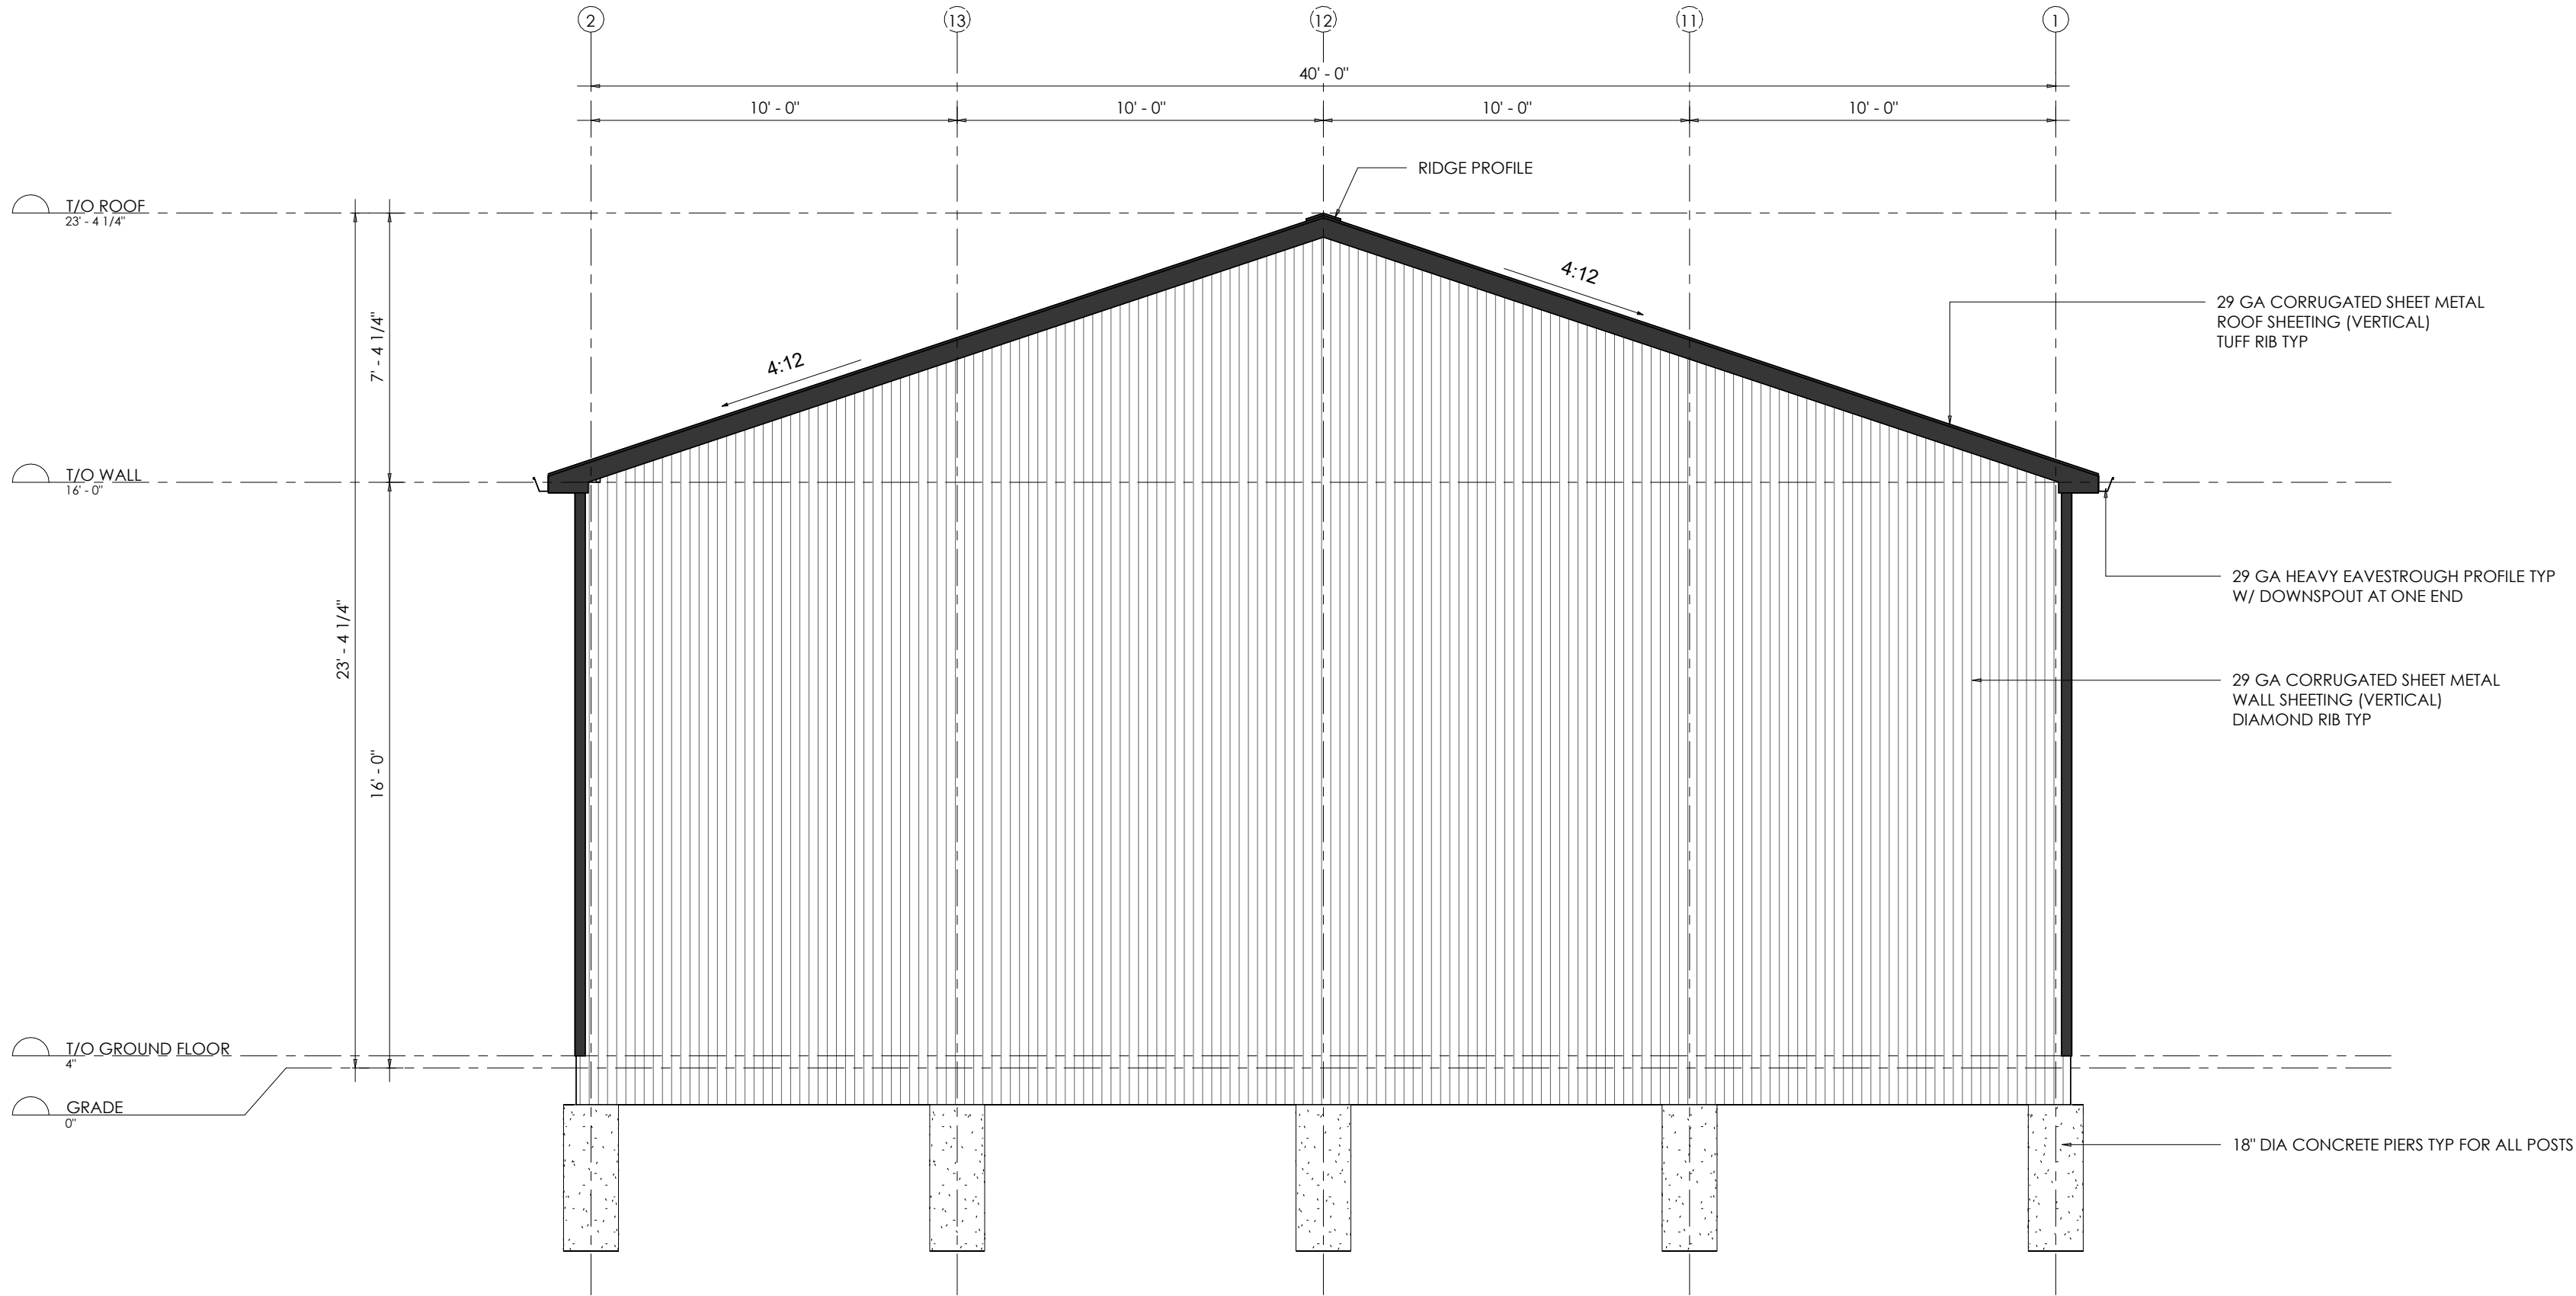 2
(13)
(12)
(11)
1
40' - 0"
10' - 0"
10' - 0"
10' - 0"
10' - 0"
RIDGE PROFILE
T/O ROOF
23' - 4 1/4"
4:12
4:12
29 GA CORRUGATED SHEET METAL
ROOF SHEETING (VERTICAL)
TUFF RIB TYP
7' - 4 1/4"
T/O WALL
16' - 0"
29 GA HEAVY EAVESTROUGH PROFILE TYP
W/ DOWNSPOUT AT ONE END
23' - 4 1/4"
29 GA CORRUGATED SHEET METAL
WALL SHEETING (VERTICAL)
DIAMOND RIB TYP
16' - 0"
T/O GROUND FLOOR
4"
GRADE
0"
18" DIA CONCRETE PIERS TYP FOR ALL POSTS